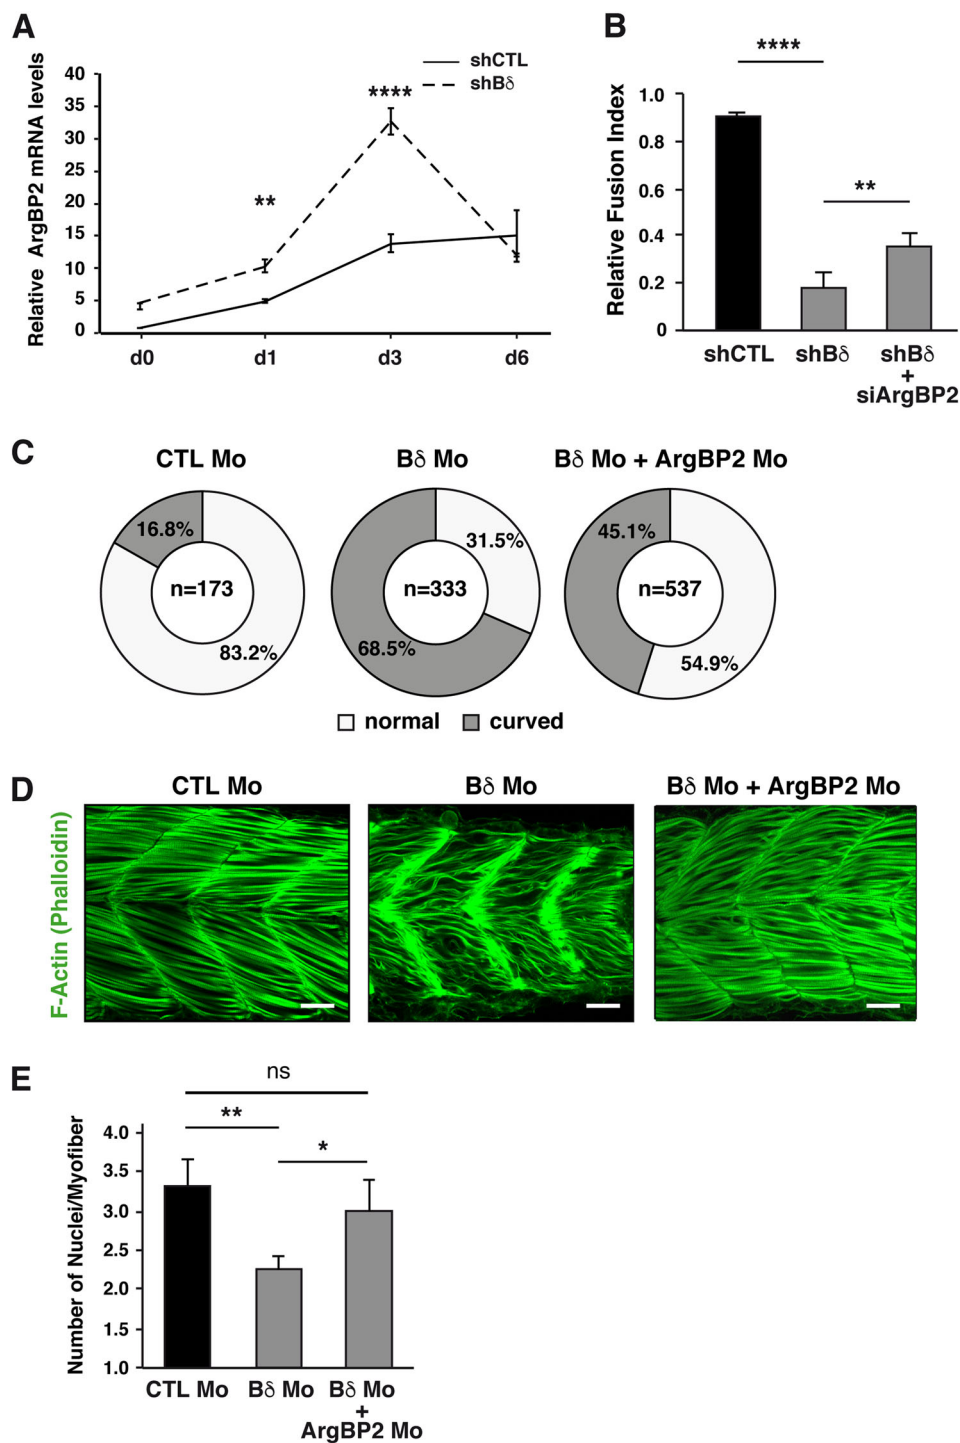 A
Relative ArgBP2 mRNA levels
40
35
30
25
20
15
10
5
0
d0 d1 d3 d6
** ****
shCTL
shBδ
B
Relative Fusion Index
1.0
0.8
0.6
0.4
0.2
0
****
**
shCTL shBδ shBδ
+
siArgBP2
C
CTL Mo Bδ Mo Bδ Mo + ArgBP2 Mo
16.8%
n=173
83.2%
31.5%
n=333
68.5%
45.1%
n=537
54.9%
normal curved
D
CTL Mo Bδ Mo Bδ Mo + ArgBP2 Mo
F-Actin (Phalloidin)
E
Number of Nuclei/Myofiber
ns
**
*
4.0
3.5
3.0
2.5
2.0
1.5
1.0
CTL Mo Bδ Mo Bδ Mo
+
ArgBP2 Mo